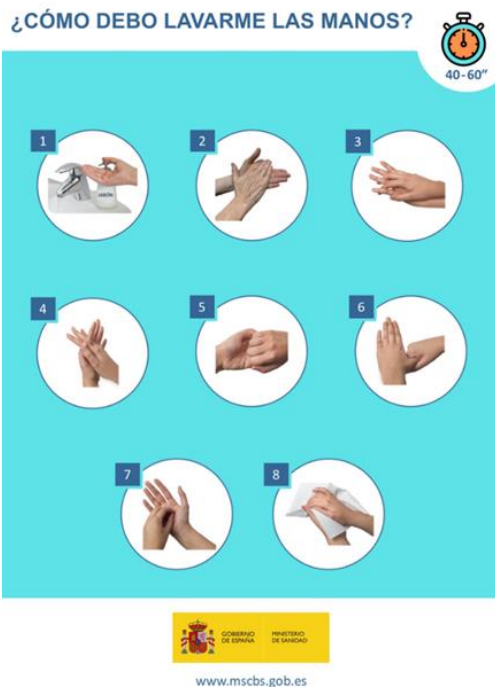 ¿CÓMO DEBO LAVARME LAS MANOS?
40-60”
1
2
3
JABÓN
4
5
6
7
8
GOBIERNO
DE ESPAÑA
MINISTERIO
DE SANIDAD
www.mscbs.gob.es